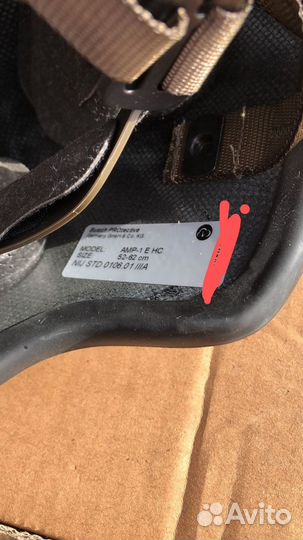 Busch PROtective
Germany GmbH & Co. KG
MODEL: AMP-1 E HC
SIZE: 52-62 cm
NIJ STD 0106.01 IIIA
Avito